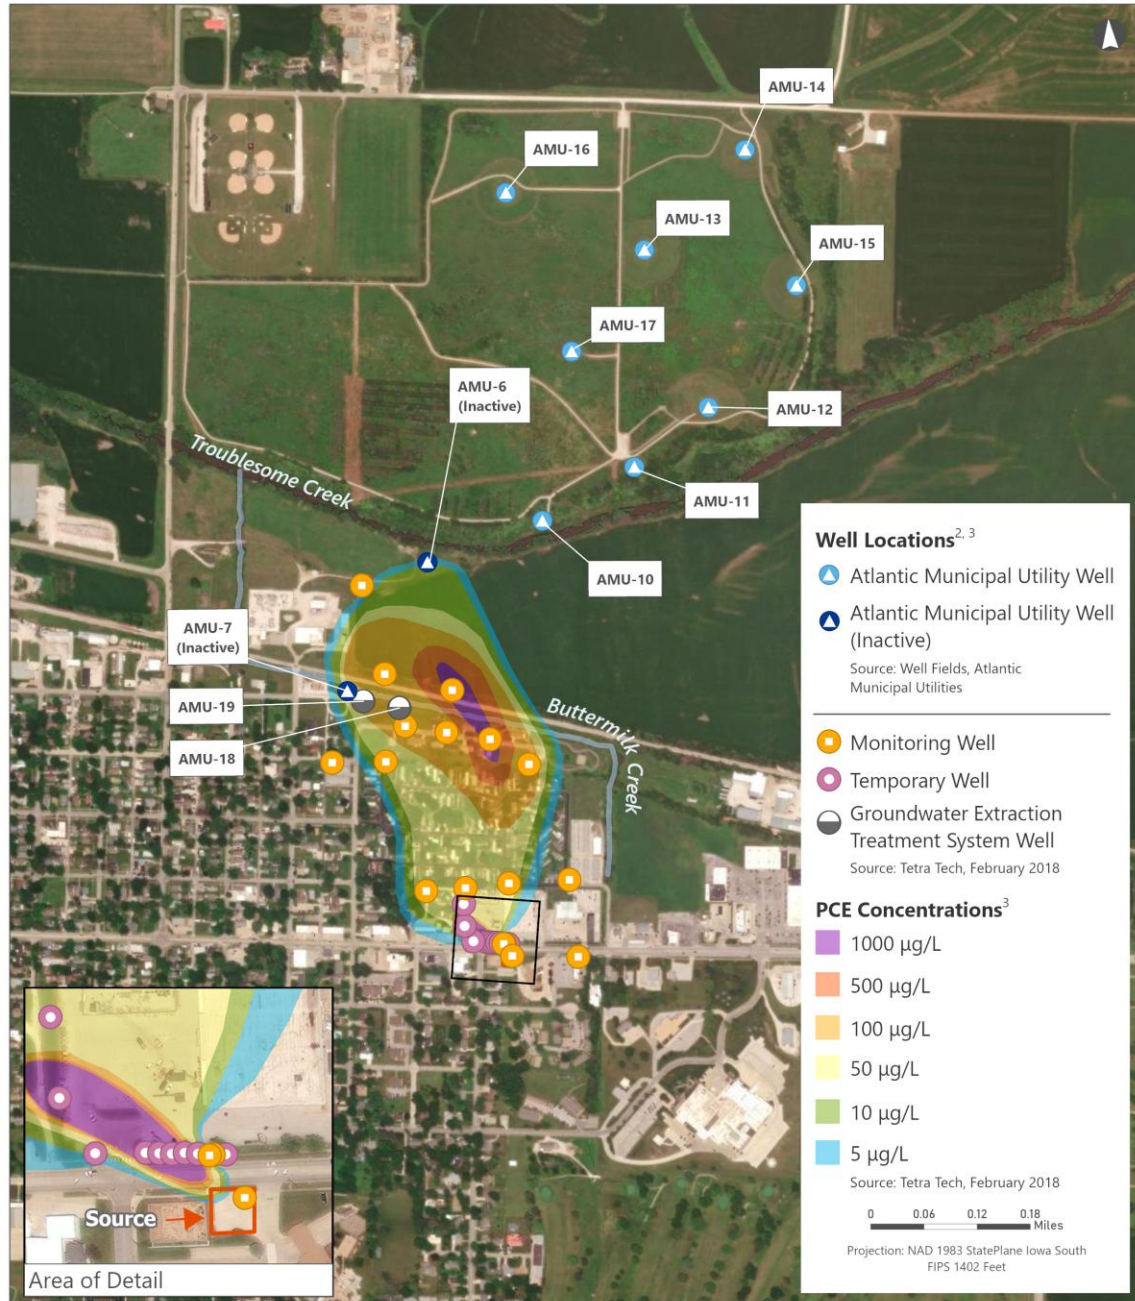 AMU-14
AMU-16
AMU-13
AMU-15
AMU-17
AMU-6
(Inactive)
AMU-12
Troublesome Creek
AMU-11
AMU-10
AMU-7
(Inactive)
AMU-19
AMU-18
Buttermilk Creek
Well Locations2, 3
Atlantic Municipal Utility Well
Atlantic Municipal Utility Well
(Inactive)
Source: Well Fields, Atlantic
Municipal Utilities
Monitoring Well
Temporary Well
Groundwater Extraction
Treatment System Well
Source: Tetra Tech, February 2018
PCE Concentrations3
1000 µg/L
500 µg/L
100 µg/L
50 µg/L
10 µg/L
5 µg/L
Source: Tetra Tech, February 2018
0 0.06 0.12 0.18
Miles
Projection: NAD 1983 StatePlane Iowa South
FIPS 1402 Feet
Source
Area of Detail